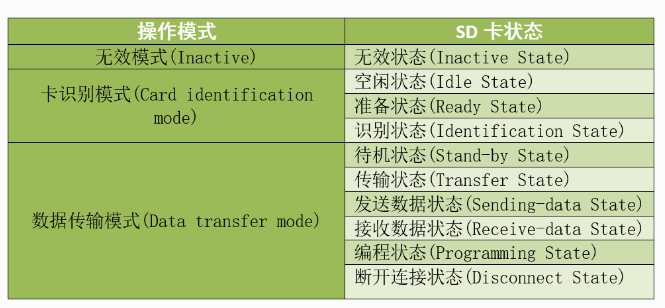 操作模式
SD 卡状态
无效模式(Inactive)
无效状态(Inactive State)
卡识别模式(Card identification
mode)
空闲状态(Idle State)
准备状态(Ready State)
识别状态(Identification State)
数据传输模式(Data transfer mode)
待机状态(Stand-by State)
传输状态(Transfer State)
发送数据状态(Sending-data State)
接收数据状态(Receive-data State)
编程状态(Programming State)
断开连接状态(Disconnect State)